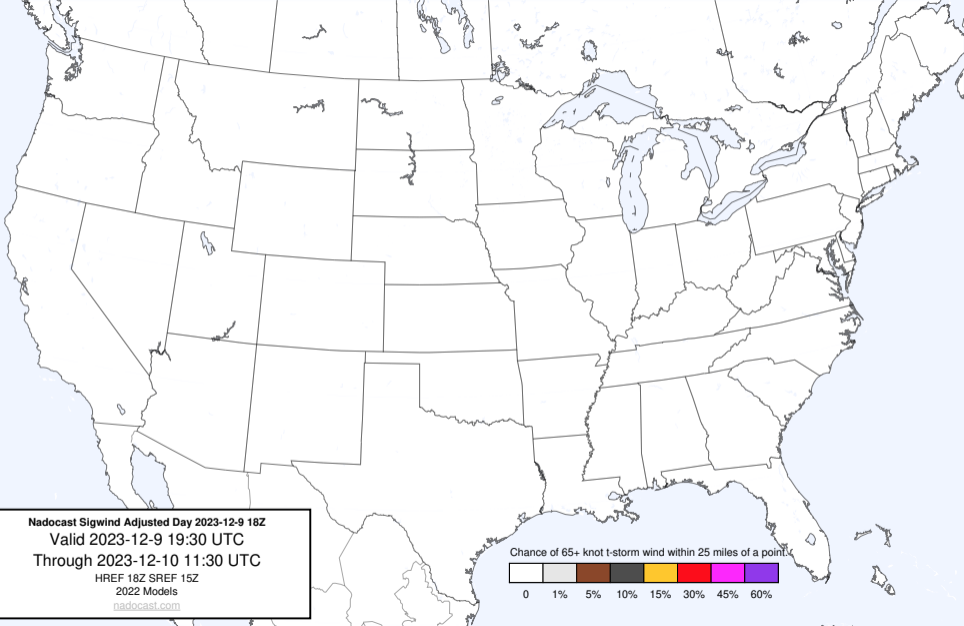 Nadocast Sigwind Adjusted Day 2023-12-9 18Z
Valid 2023-12-9 19:30 UTC
Through 2023-12-10 11:30 UTC
HREF 18Z SREF 15Z
2022 Models
nadocast.com
Chance of 65+ knot t-storm wind within 25 miles of a point.
0 1% 5% 10% 15% 30% 45% 60%